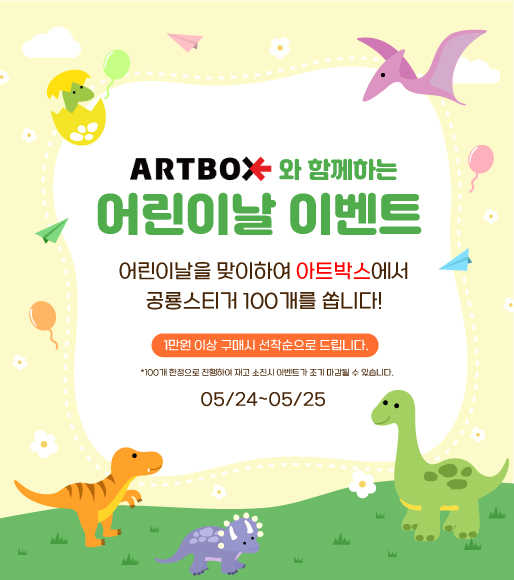 ARTBOX 와 함께하는
어린이날 이벤트
어린이날을 맞이하여 아트박스에서
공룡스티거 100개를 쏩니다!
1만원 이상 구매시 선착순으로 드립니다.
*100개 한정으로 진행하여 재고 소진시 이벤트가 조기 마감될 수 있습니다.
05/24~05/25